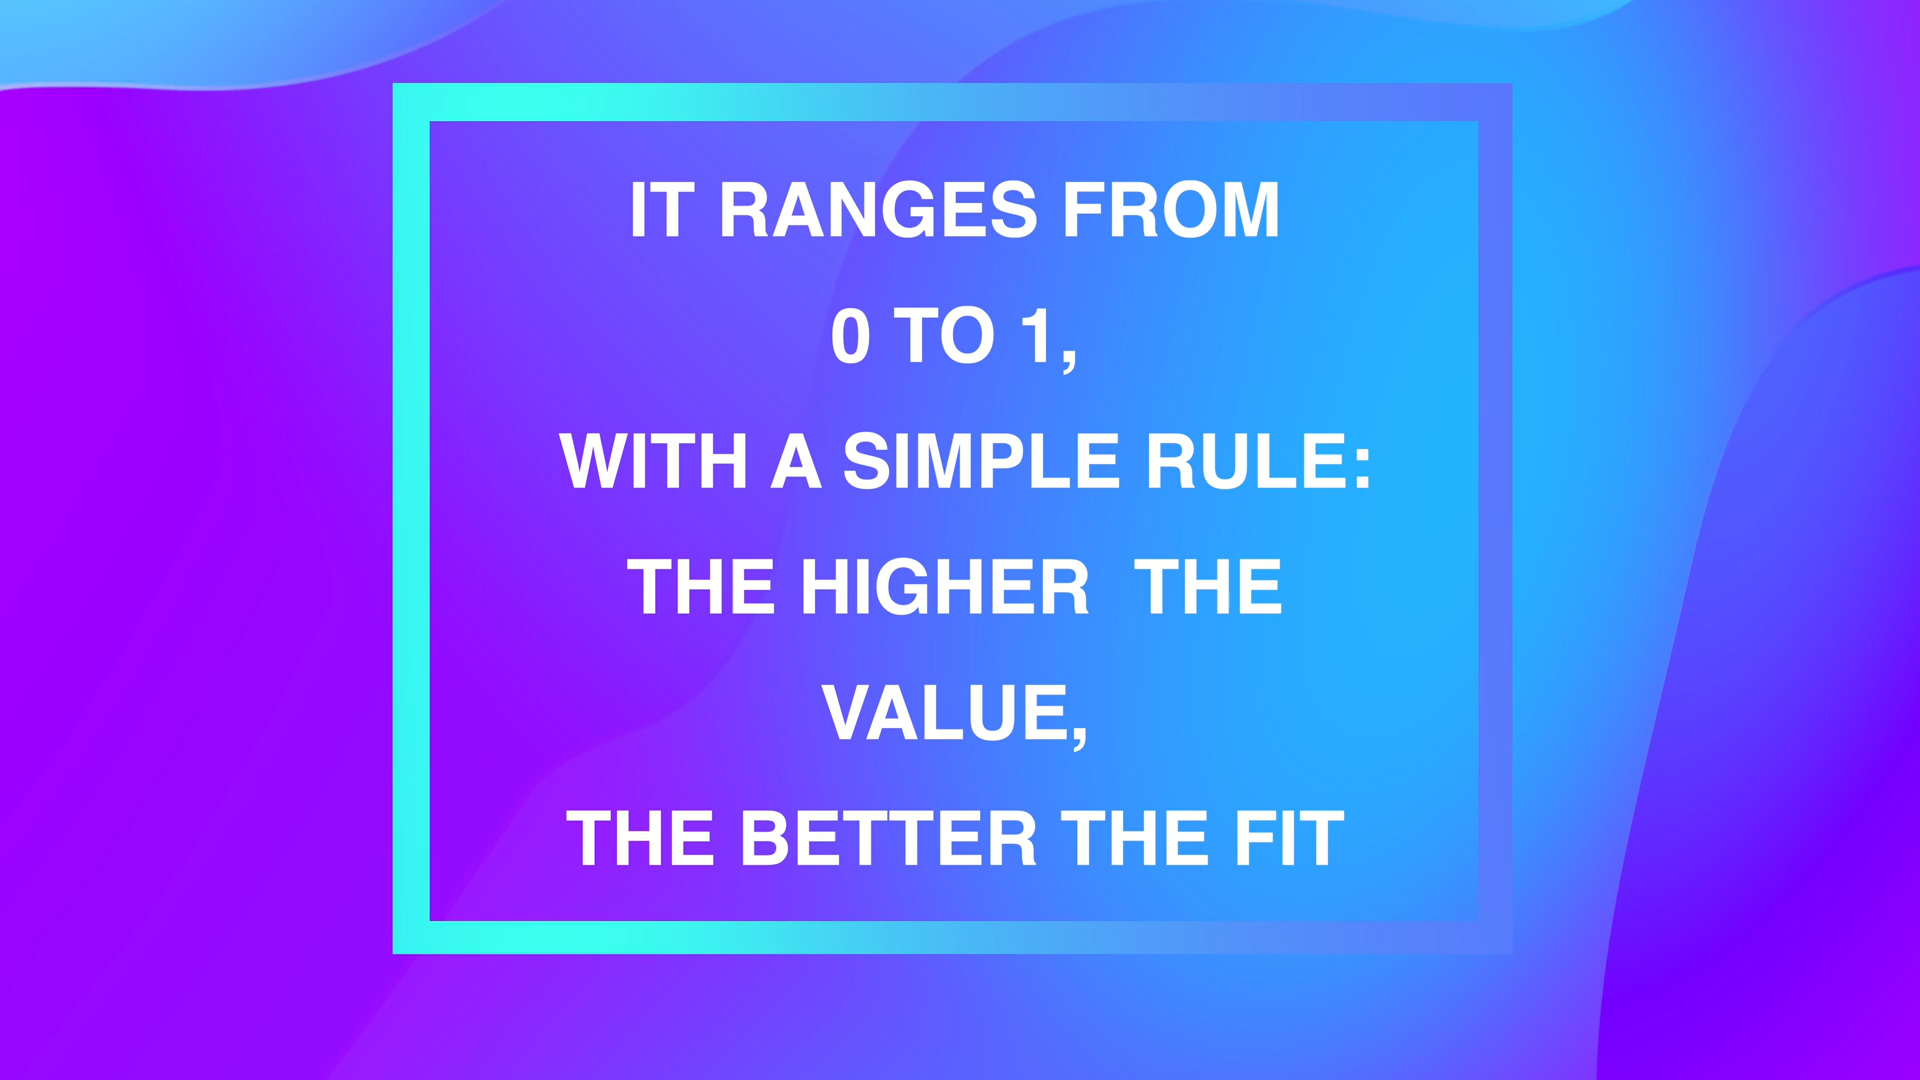 IT RANGES FROM
0 TO 1,
WITH A SIMPLE RULE:
THE HIGHER  THE
VALUE,
THE BETTER THE FIT